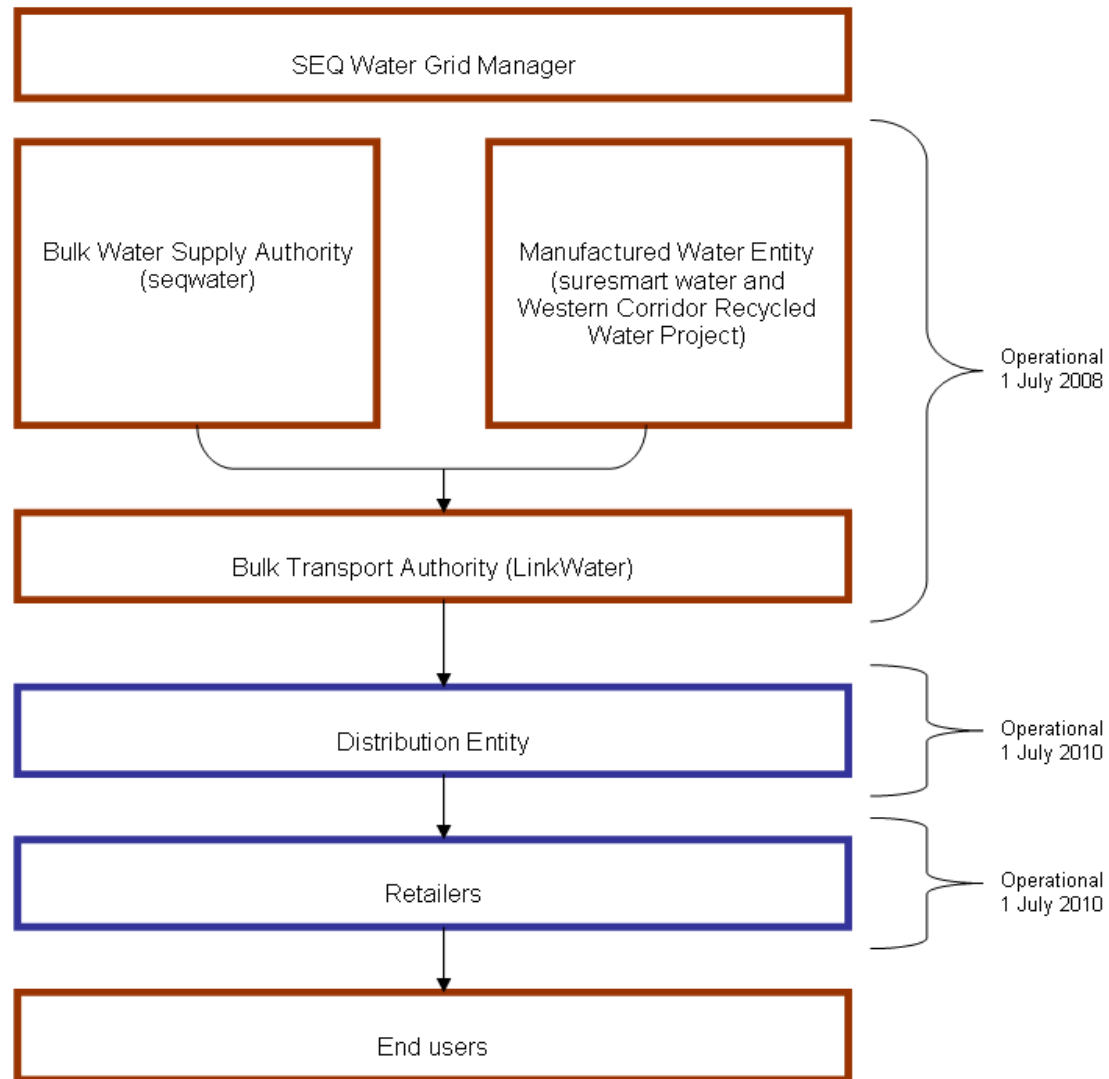 SEQ Water Grid Manager
Bulk Water Supply Authority
(seqwater)
Manufactured Water Entity
(suresmart water and
Western Corridor Recycled
Water Project)
Operational
1 July 2008
Bulk Transport Authority (LinkWater)
Distribution Entity
Operational
1 July 2010
Retailers
Operational
1 July 2010
End users